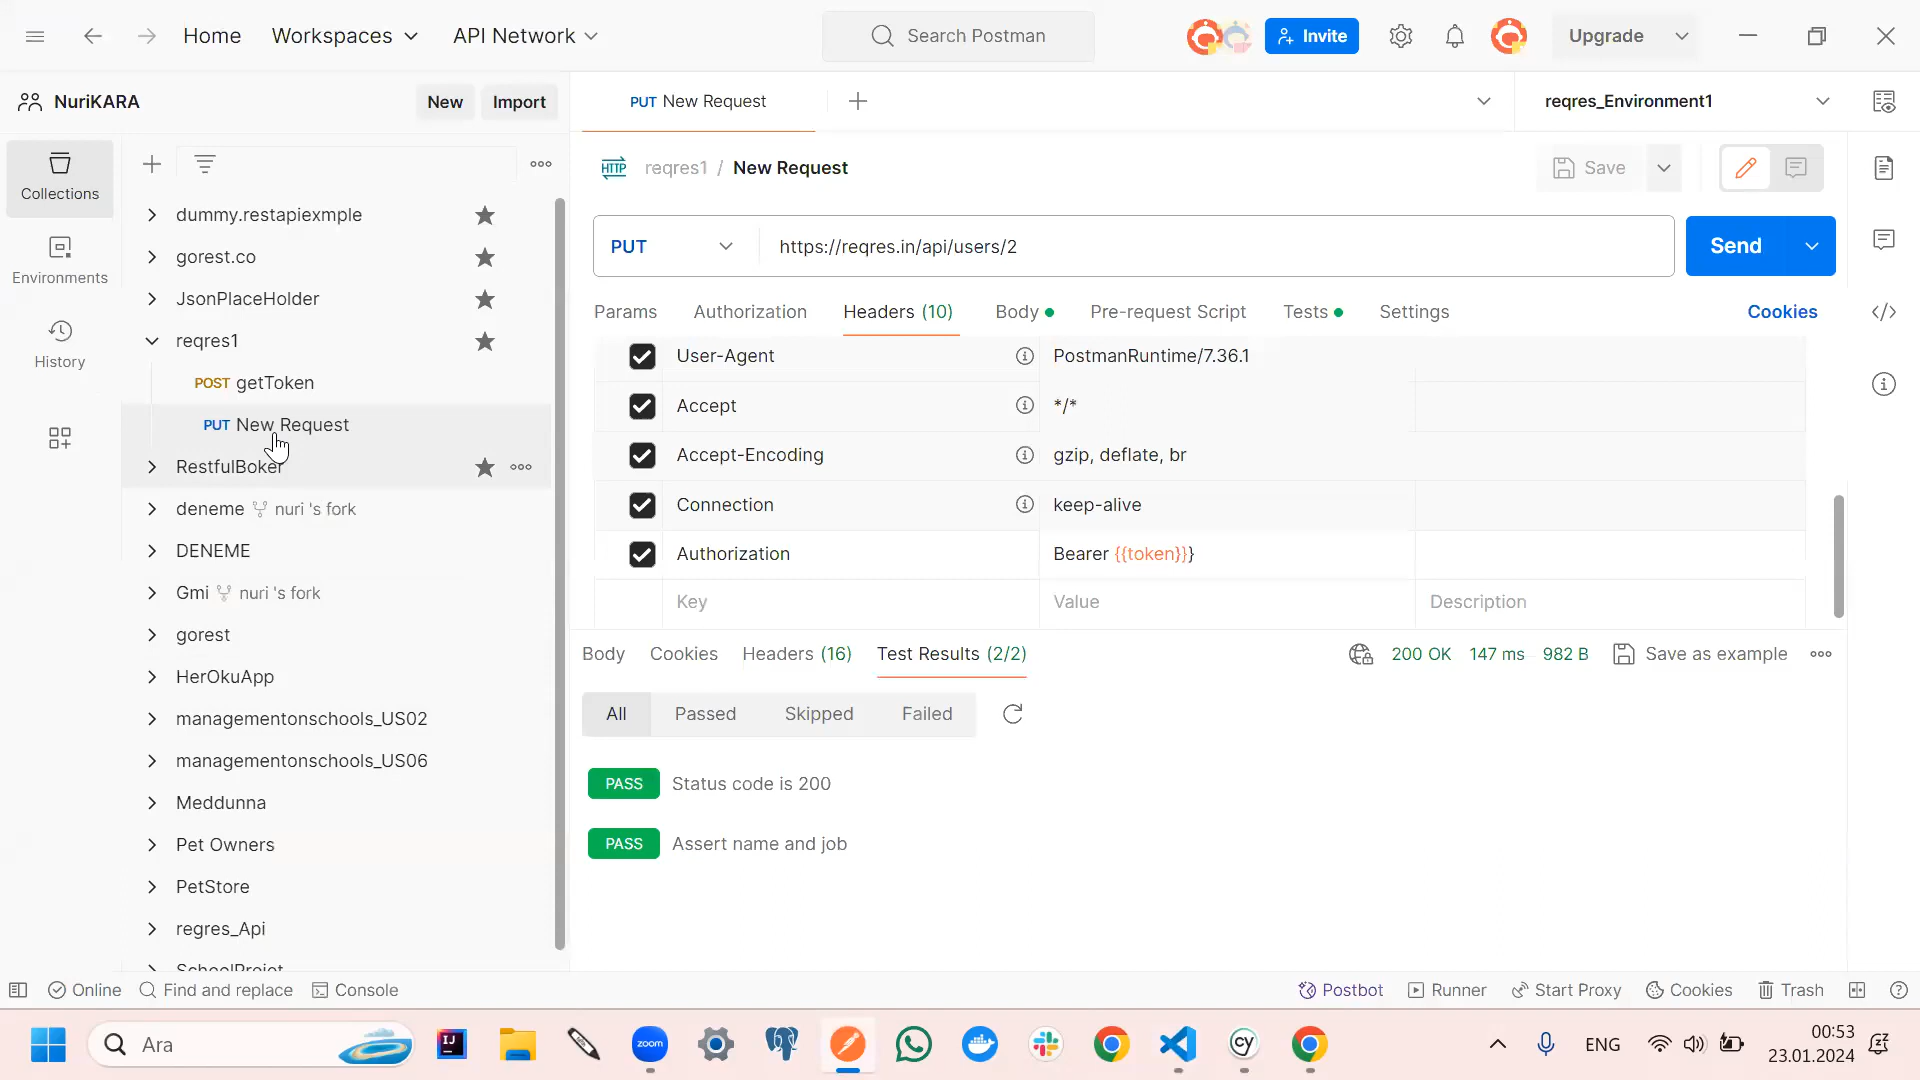 Home
Workspaces
API Network
Search Postman
Invite
Upgrade
NuriKARA
New
Import
PUT New Request
reqres_Environment1
Collections
Environments
History
dummy.restapiexmple
gorest.co
JsonPlaceHolder
reqres1
POST getToken
PUT New Request
RestfulBoker
deneme nuri 's fork
DENEME
Gmi nuri 's fork
gorest
HerOkuApp
managementonschools_US02
managementonschools_US06
Meddunna
Pet Owners
PetStore
regres_Api
SchoolProjet
HTTP reqres1 / New Request
Save
PUT https://reqres.in/api/users/2
Send
Params Authorization Headers (10) Body Pre-request Script Tests Settings Cookies
User-Agent PostmanRuntime/7.36.1
Accept */*
Accept-Encoding gzip, deflate, br
Connection keep-alive
Authorization Bearer {{token}}}
Key Value Description
Body Cookies Headers (16) Test Results (2/2)
200 OK 147 ms 982 B Save as example
All Passed Skipped Failed
PASS Status code is 200
PASS Assert name and job
Online Find and replace Console
Postbot Runner Start Proxy Cookies Trash
Ara
IJ
zoom
cy
ENG
00:53
23.01.2024